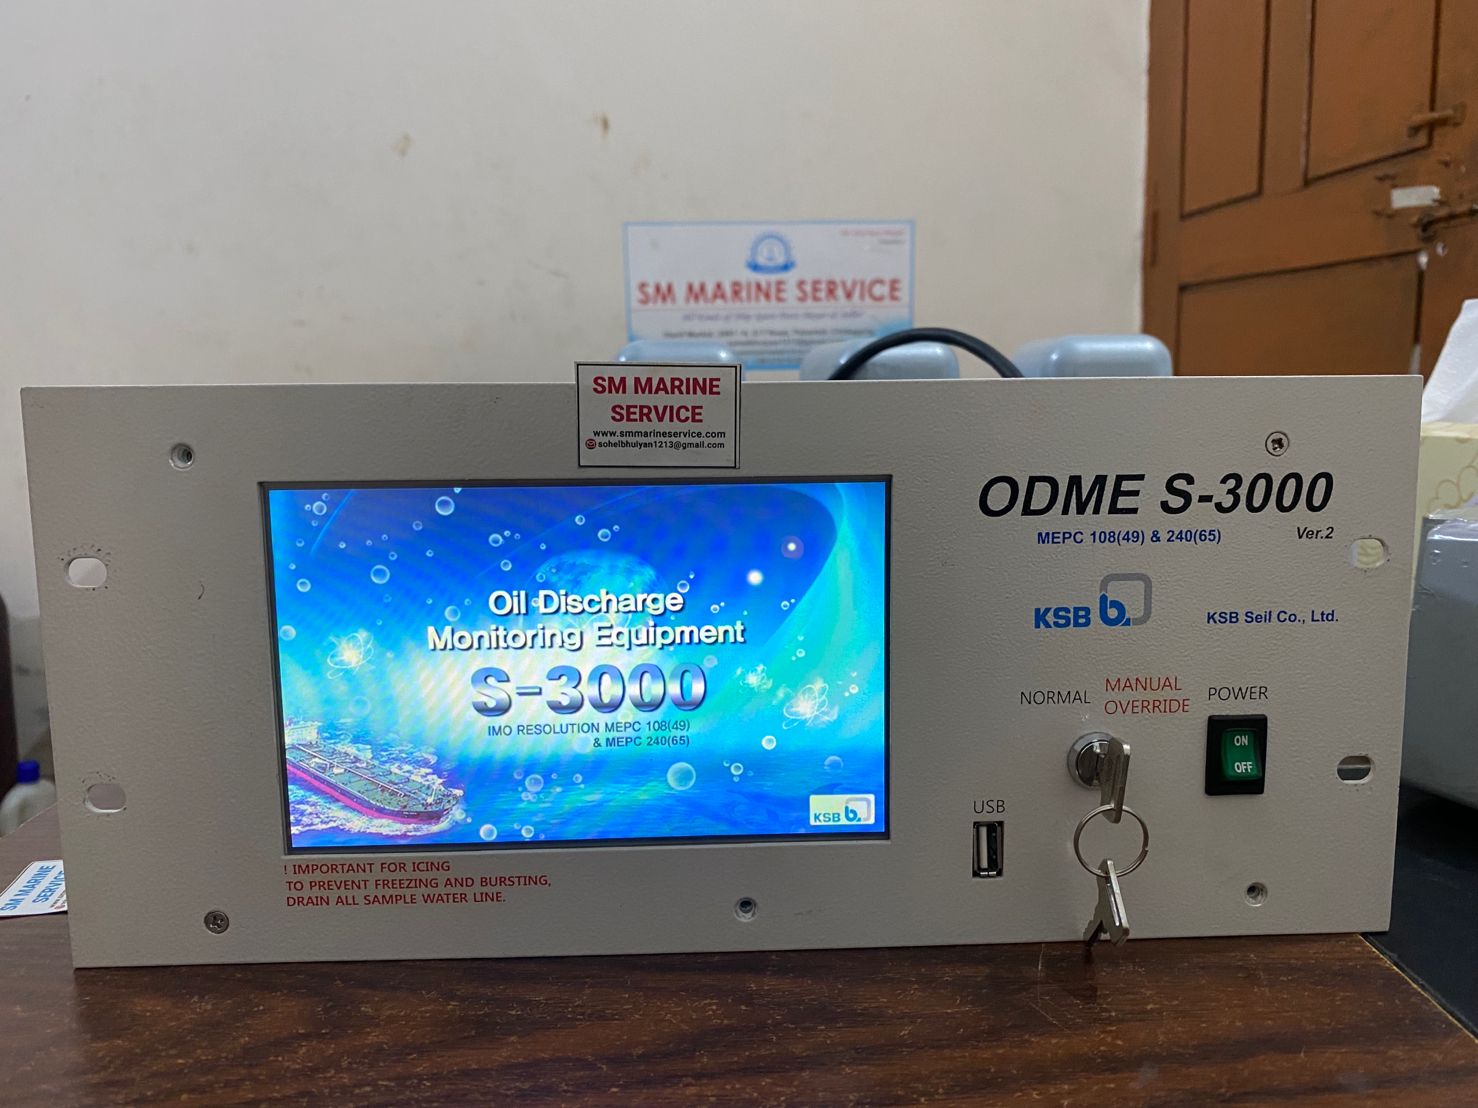 SM MARINE SERVICE
SM MARINE
SERVICE
www.smmarineservice.com
sohelbhuiyan1213@gmail.com
ODME S-3000
MEPC 108(49) & 240(65)
Ver.2
KSB b.
KSB Seil Co., Ltd.
Oil Discharge
Monitoring Equipment
S-3000
IMO RESOLUTION MEPC 108(49)
& MEPC 240(65)
KSB b.
NORMAL
MANUAL
OVERRIDE
POWER
ON
OFF
USB
! IMPORTANT FOR ICING
TO PREVENT FREEZING AND BURSTING,
DRAIN ALL SAMPLE WATER LINE.
SM MARINE
SERVICE